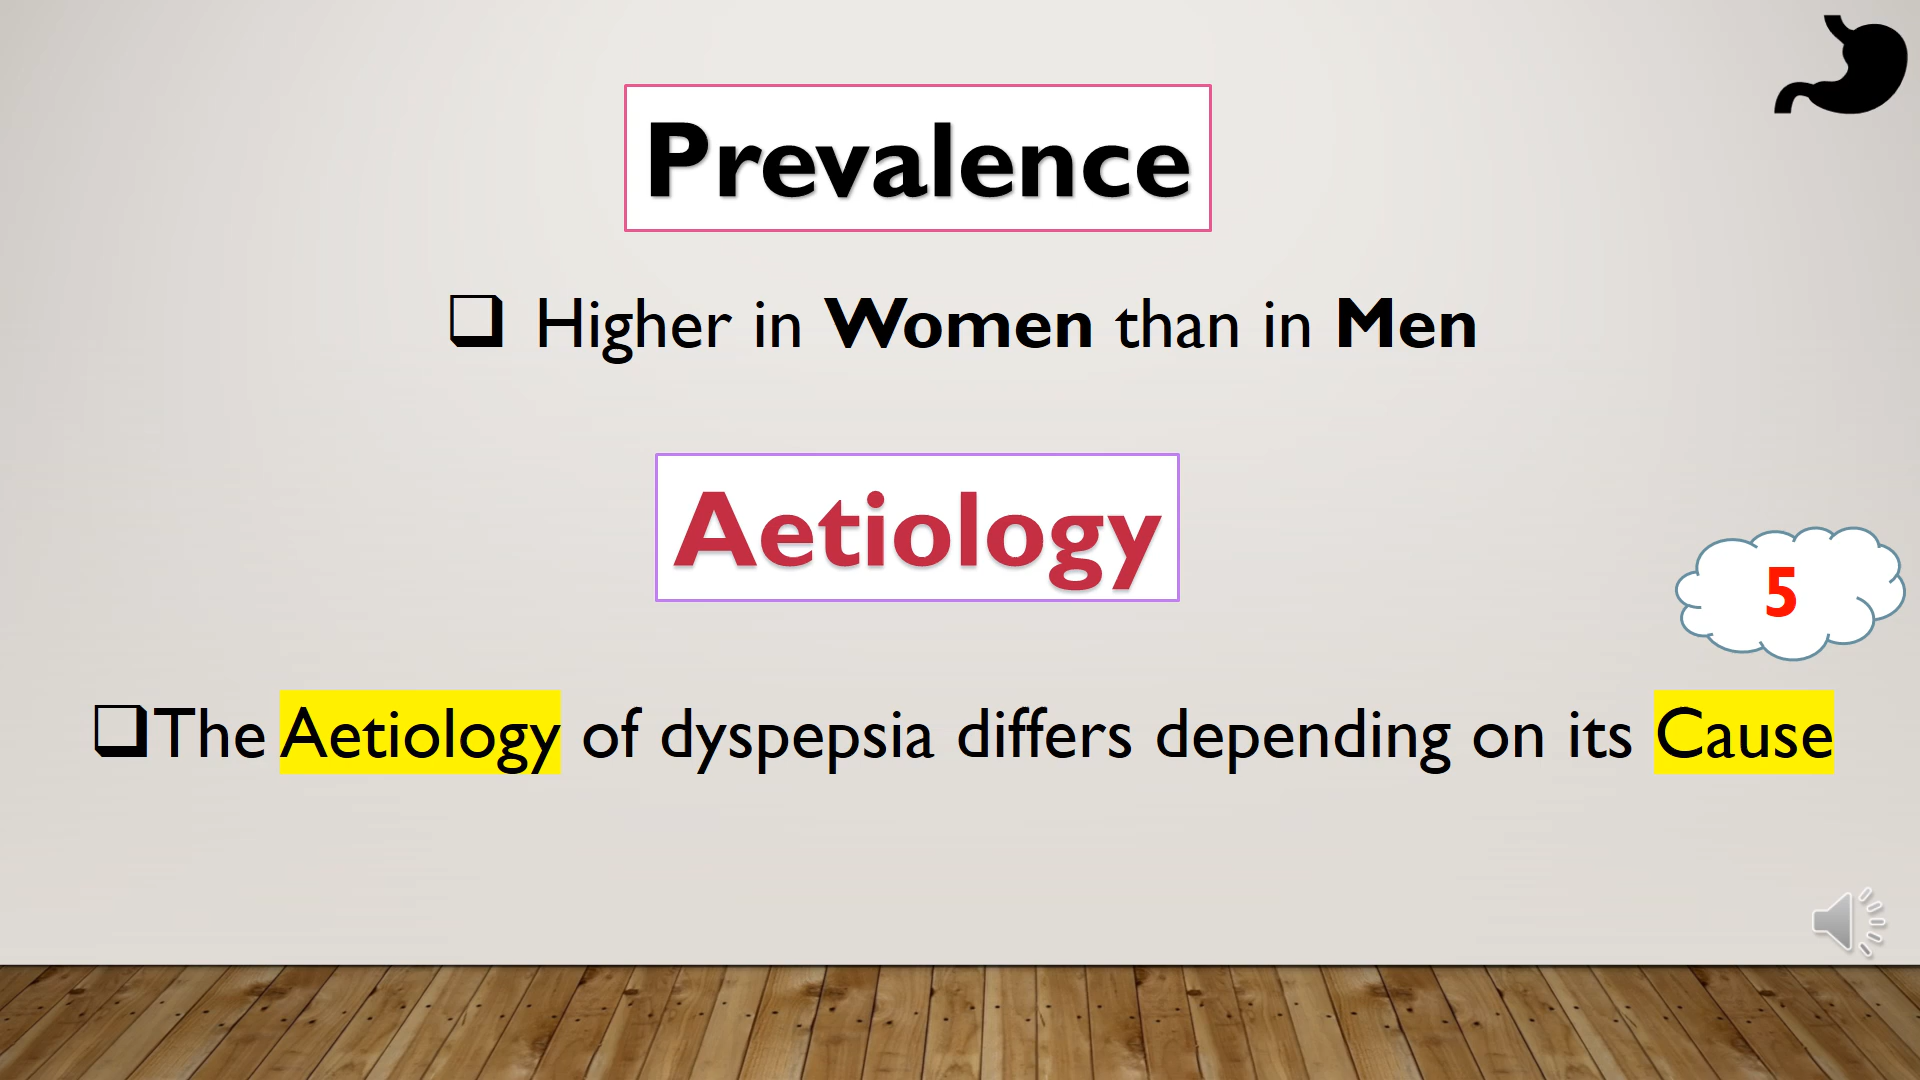 Prevalence
❑ Higher in Women than in Men
Aetiology
5
❑The Aetiology of dyspepsia differs depending on its Cause